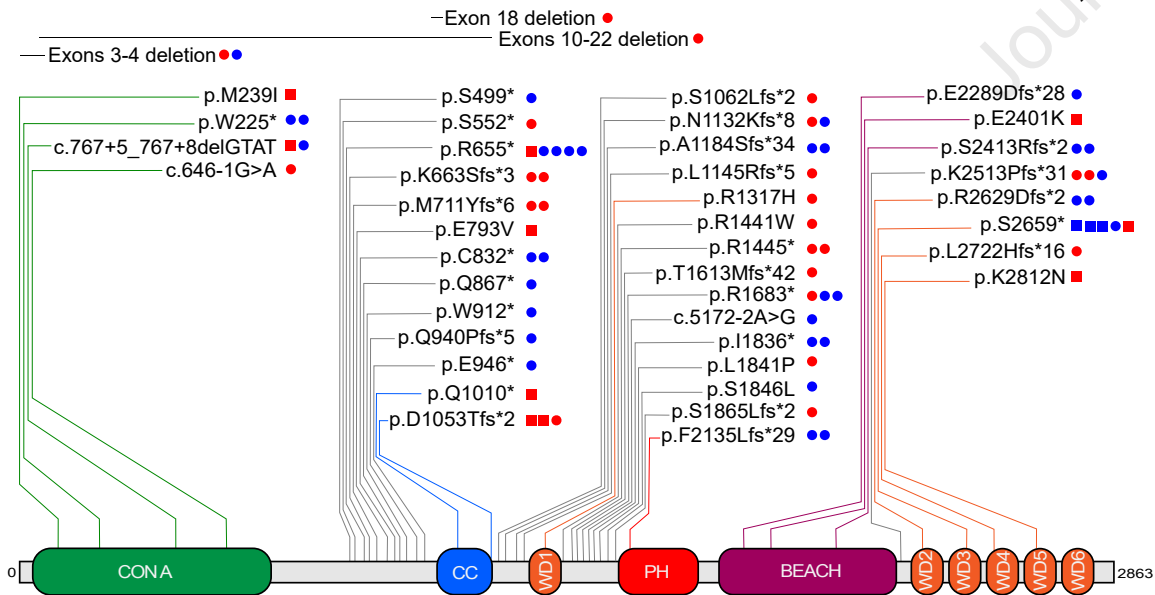 Jour
Exon 18 deletion
Exons 10-22 deletion
Exons 3-4 deletion
p.M239I
p.W225*
c.767+5_767+8delGTAT
c.646-1G>A
p.S499*
p.S552*
p.R655*
p.K663Sfs*3
p.M711Yfs*6
p.E793V
p.C832*
p.Q867*
p.W912*
p.Q940Pfs*5
p.E946*
p.Q1010*
p.D1053Tfs*2
p.S1062Lfs*2
p.N1132Kfs*8
p.A1184Sfs*34
p.L1145Rfs*5
p.R1317H
p.R1441W
p.R1445*
p.T1613Mfs*42
p.R1683*
c.5172-2A>G
p.I1836*
p.L1841P
p.S1846L
p.S1865Lfs*2
p.F2135Lfs*29
p.E2289Dfs*28
p.E2401K
p.S2413Rfs*2
p.K2513Pfs*31
p.R2629Dfs*2
p.S2659*
p.L2722Hfs*16
p.K2812N
0 CON A CC WD1 PH BEACH WD2 WD3 WD4 WD5 WD6 2863